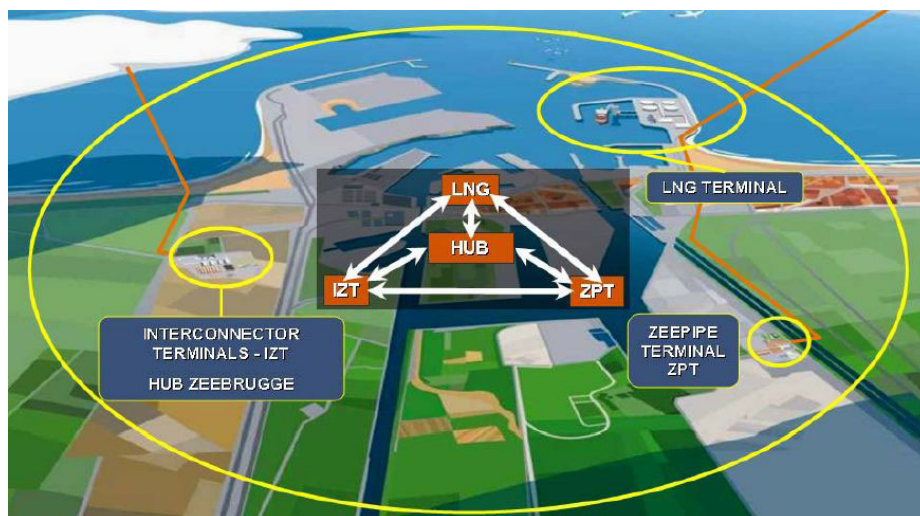 LNG
LNG TERMINAL
HUB
IZT
ZPT
INTERCONNECTOR
TERMINALS - IZT
HUB ZEEBRUGGE
ZEEPIPE
TERMINAL
ZPT